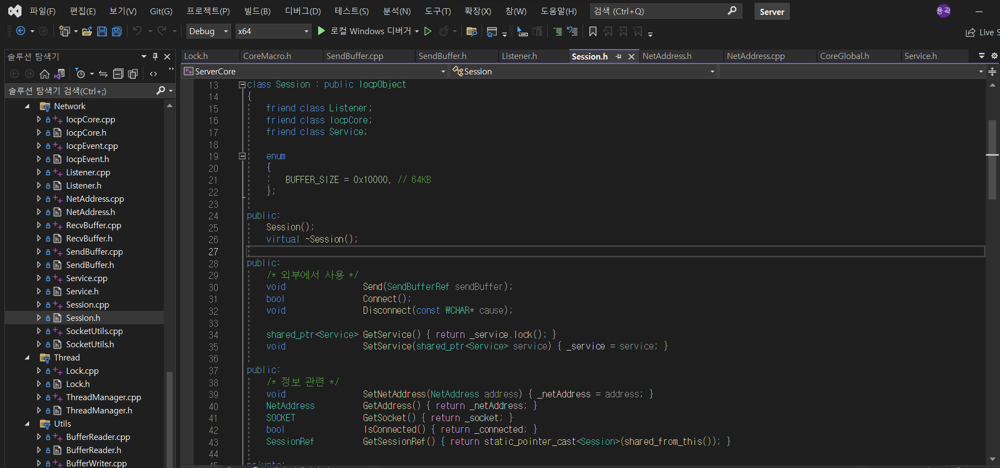 파일(F) 편집(E) 보기(V) Git(G) 프로젝트(P) 빌드(B) 디버그(D) 테스트(S) 분석(N) 도구(T) 확장(X) 창(W) 도움말(H) 검색 (Ctrl+Q) Server 용곽
Debug x64 로컬 Windows 디버거 Live S
솔루션 탐색기
솔루션 탐색기 검색(Ctrl+;)
Network
IocpCore.cpp
IocpCore.h
IocpEvent.cpp
IocpEvent.h
Listener.cpp
Listener.h
NetAddress.cpp
NetAddress.h
RecvBuffer.cpp
RecvBuffer.h
SendBuffer.cpp
SendBuffer.h
Service.cpp
Service.h
Session.cpp
Session.h
SocketUtils.cpp
SocketUtils.h
Thread
Lock.cpp
Lock.h
ThreadManager.cpp
ThreadManager.h
Utils
BufferReader.cpp
BufferReader.h
BufferWriter.cpp
Lock.h CoreMacro.h SendBuffer.cpp SendBuffer.h Listener.h Session.h NetAddress.h NetAddress.cpp CoreGlobal.h Service.h
ServerCore Session
13 class Session : public IocpObject
14 {
15 friend class Listener;
16 friend class IocpCore;
17 friend class Service;
18
19 enum
20 {
21 BUFFER_SIZE = 0x10000, // 64KB
22 };
23
24 public:
25 Session();
26 virtual ~Session();
27
28 public:
29 /* 외부에서 사용 */
30 void Send(SendBufferRef sendBuffer);
31 bool Connect();
32 void Disconnect(const WCHAR* cause);
33
34 shared_ptr<Service> GetService() { return _service.lock(); }
35 void SetService(shared_ptr<Service> service) { _service = service; }
36
37 public:
38 /* 정보 관련 */
39 void SetNetAddress(NetAddress address) { _netAddress = address; }
40 NetAddress GetAddress() { return _netAddress; }
41 SOCKET GetSocket() { return _socket; }
42 bool IsConnected() { return _connected; }
43 SessionRef GetSessionRef() { return static_pointer_cast<Session>(shared_from_this()); }
44
45 private: